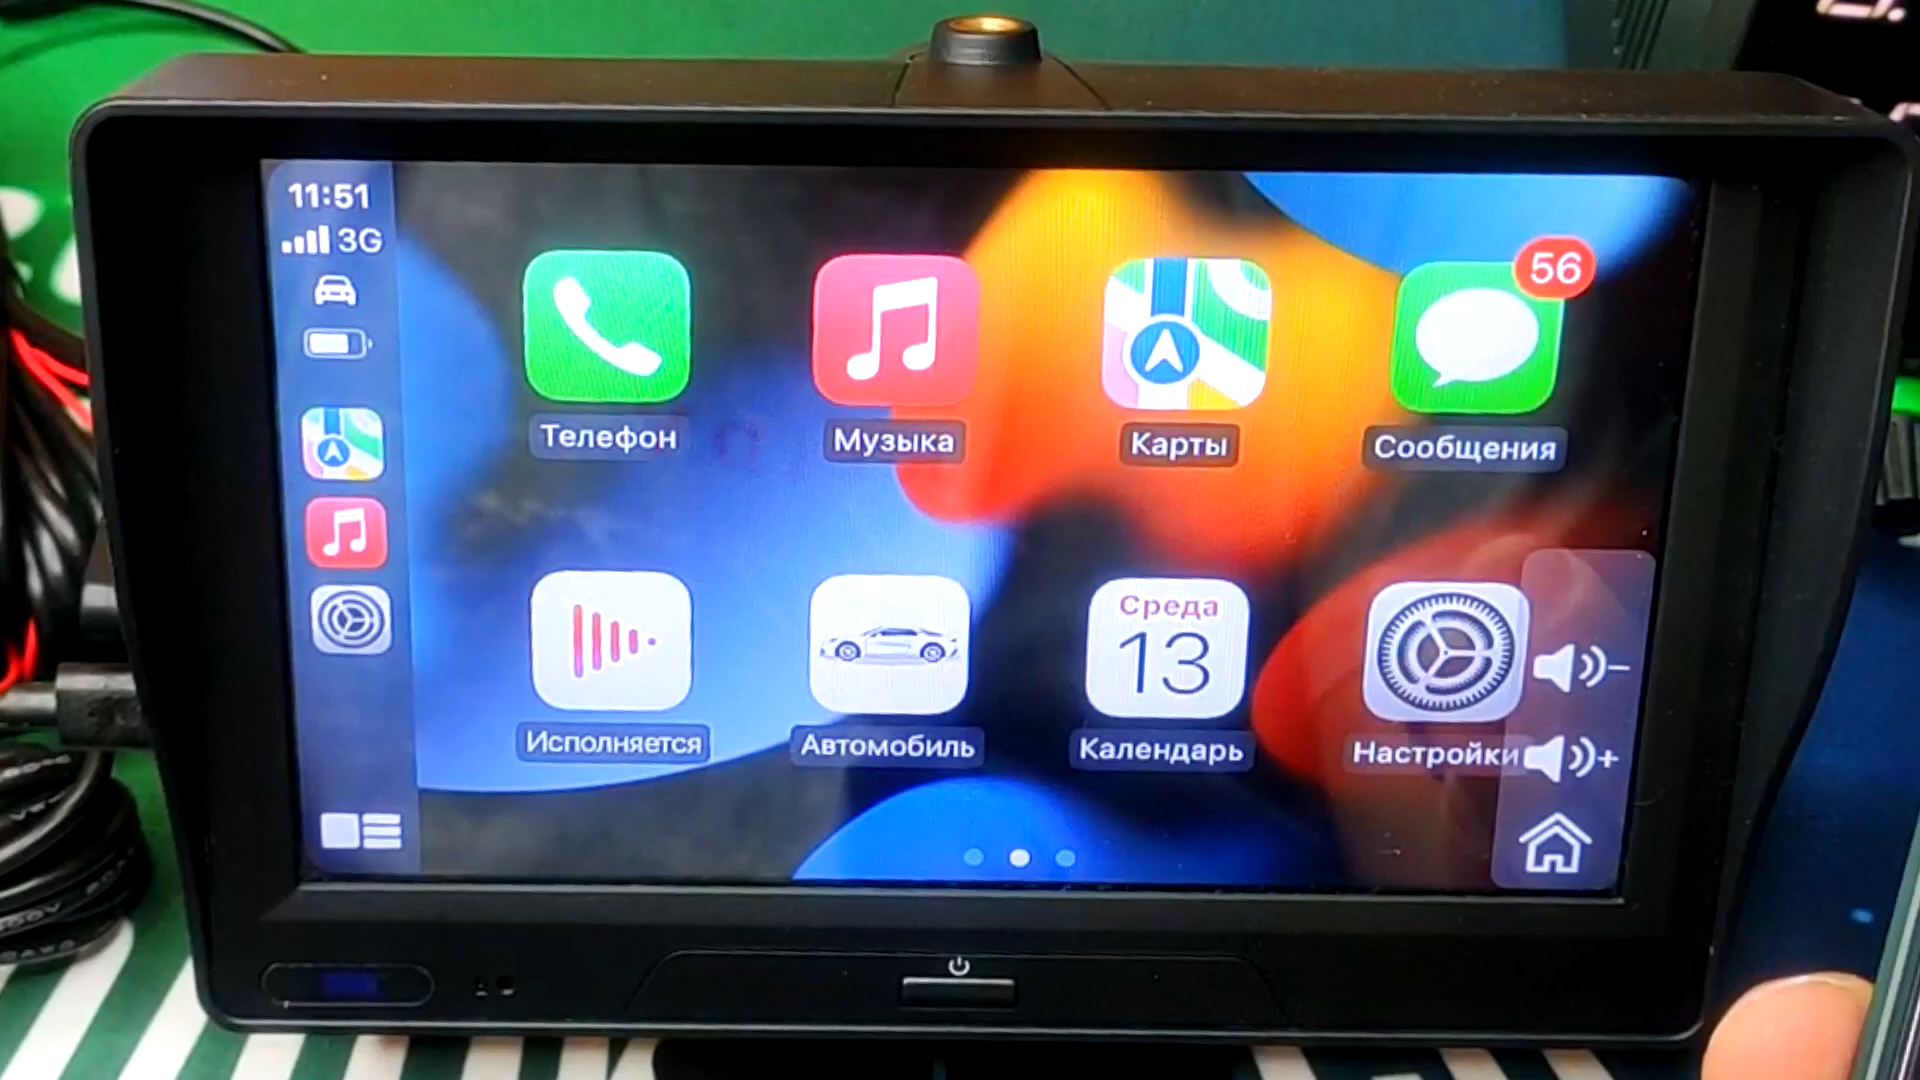 11:51
3G
Телефон
Музыка
Карты
56
Сообщения
Исполняется
Автомобиль
Среда
13
Календарь
Настройки